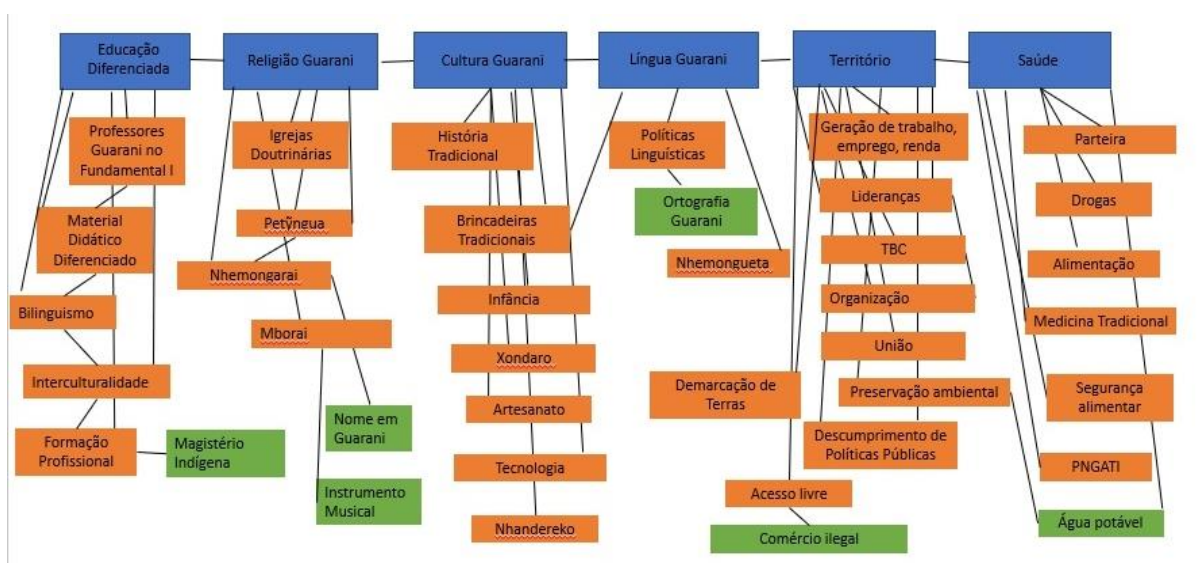 Educação
Diferenciada
Religião Guarani
Cultura Guarani
Língua Guarani
Território
Saúde
Professores
Guarani no
Fundamental I
Material
Didático
Diferenciado
Bilinguismo
Interculturalidade
Formação
Profissional
Magistério
Indígena
Igrejas
Doutrinárias
Petỹngua
Nhemongarai
Mborai
Nome em
Guarani
Instrumento
Musical
História
Tradicional
Brincadeiras
Tradicionais
Infância
Xondaro
Artesanato
Tecnologia
Nhandereko
Políticas
Linguísticas
Ortografia
Guarani
Nhemongueta
Geração de trabalho,
emprego, renda
Lideranças
TBC
Organização
União
Demarcação de
Terras
Preservação ambiental
Descumprimento de
Políticas Públicas
Acesso livre
Comércio ilegal
Parteira
Drogas
Alimentação
Medicina Tradicional
Segurança
alimentar
PNGATI
Água potável